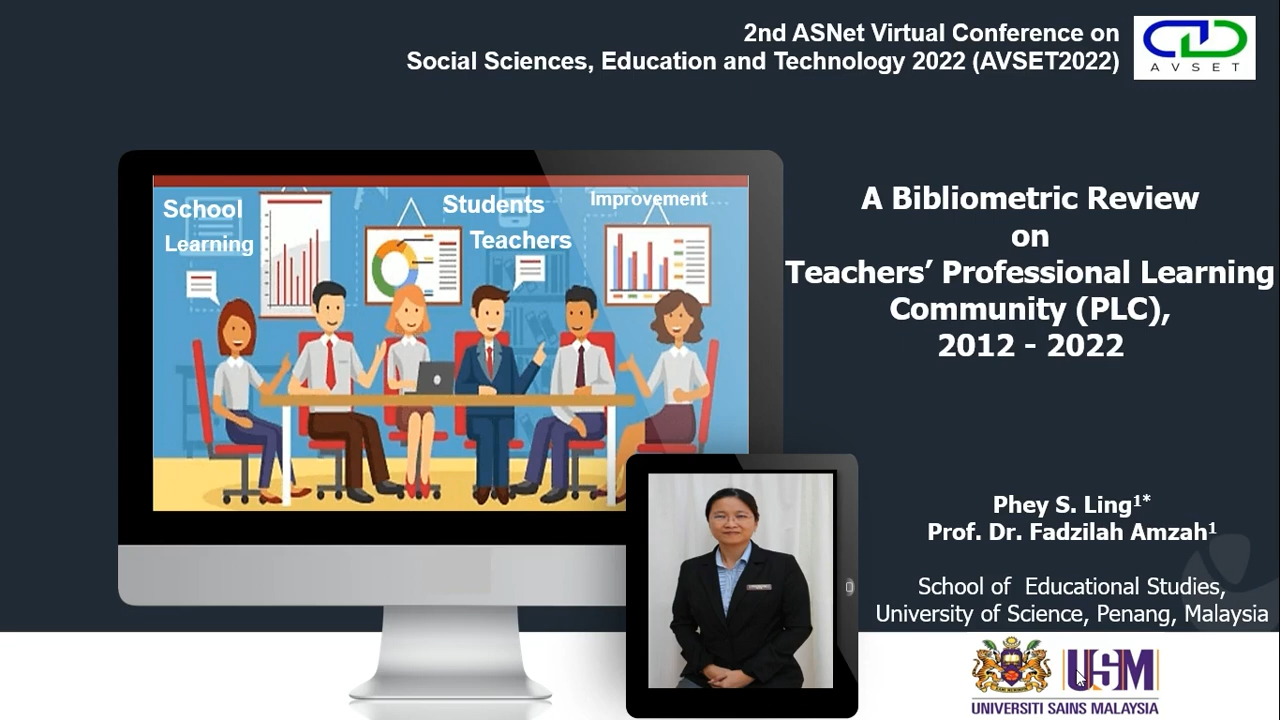 2nd ASNet Virtual Conference on
Social Sciences, Education and Technology 2022 (AVSET2022)
AVSET
School
Learning
Students
Teachers
Improvement
A Bibliometric Review
on
Teachers’ Professional Learning
Community (PLC),
2012 - 2022
Phey S. Ling1*
Prof. Dr. Fadzilah Amzah1
School of Educational Studies,
University of Science, Penang, Malaysia
USM
UNIVERSITI SAINS MALAYSIA